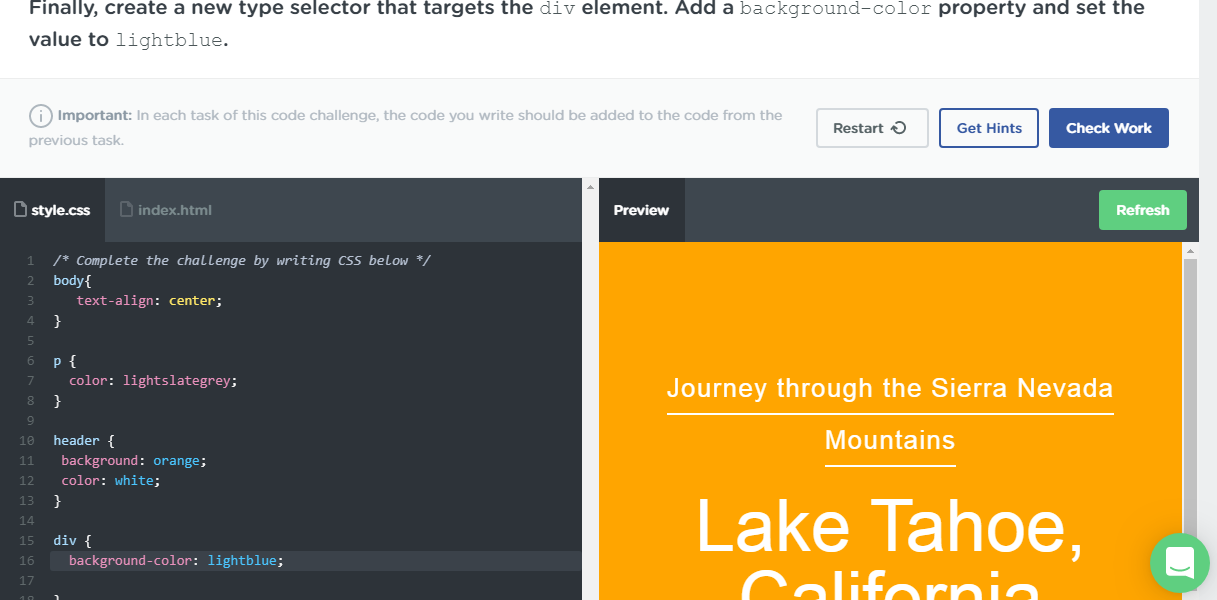 Finally, create a new type selector that targets the div element. Add a background-color property and set the
value to lightblue.
Important: In each task of this code challenge, the code you write should be added to the code from the
previous task.
Restart
Get Hints
Check Work
style.css
index.html
Preview
Refresh
1 /* Complete the challenge by writing CSS below */
2 body{
3 text-align: center;
4 }
5
6 p {
7 color: lightslategrey;
8 }
9
10 header {
11 background: orange;
12 color: white;
13 }
14
15 div {
16 background-color: lightblue;
17
18 }
Journey through the Sierra Nevada
Mountains
Lake Tahoe,
California